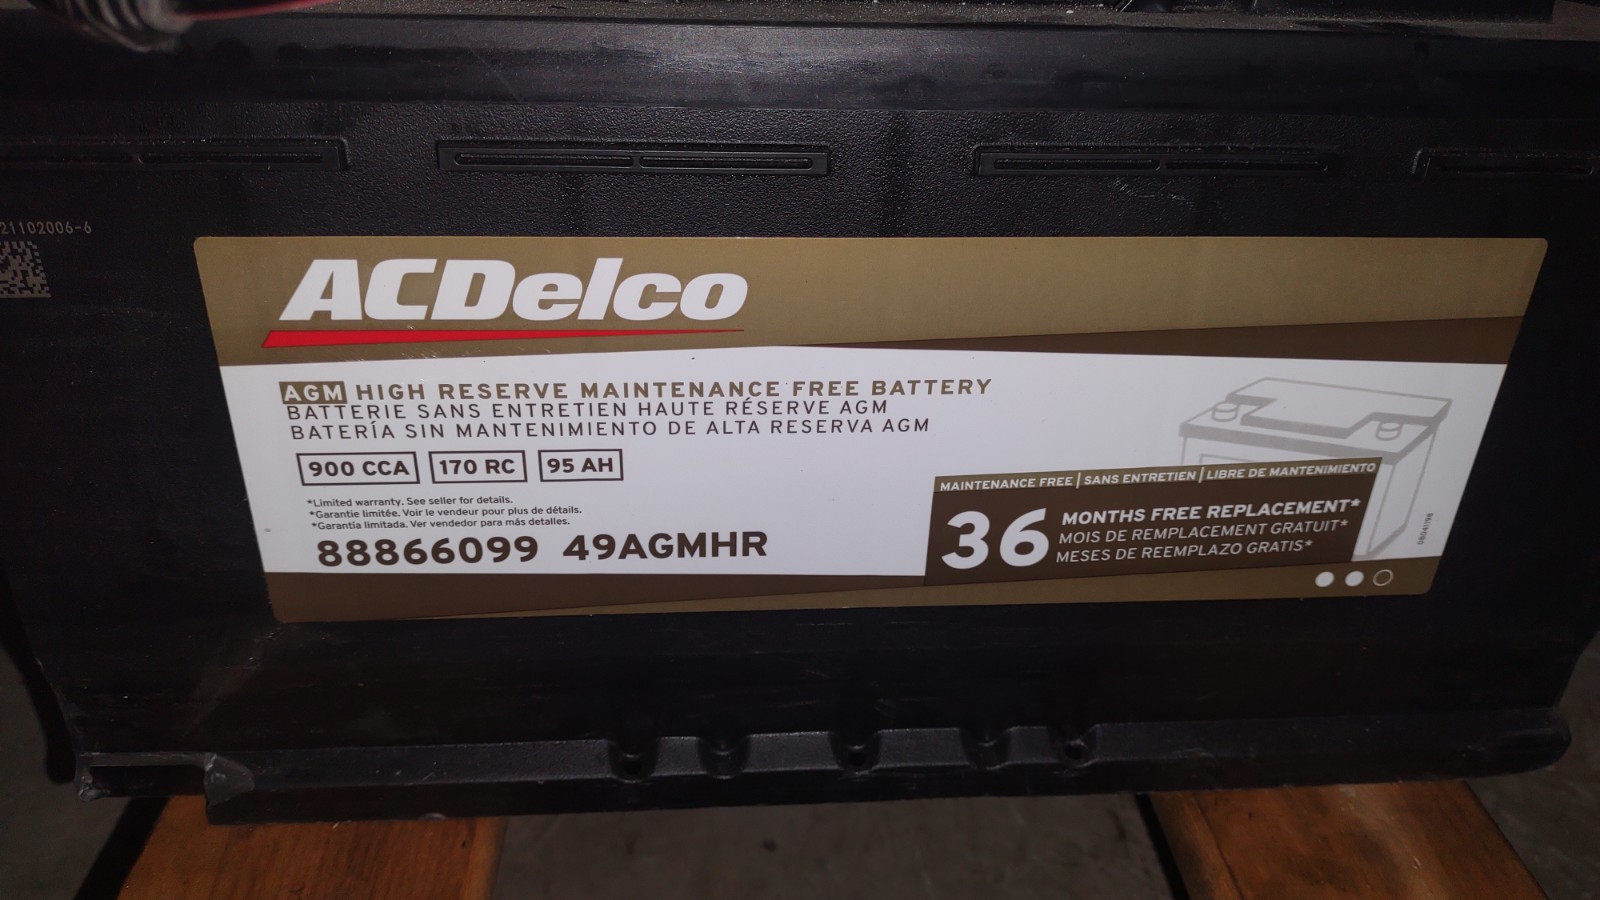 21102006-6
ACDelco
AGM HIGH RESERVE MAINTENANCE FREE BATTERY
BATTERIE SANS ENTRETIEN HAUTE RÉSERVE AGM
BATERÍA SIN MANTENIMIENTO DE ALTA RESERVA AGM
900 CCA 170 RC 95 AH
*Limited warranty. See seller for details.
*Garantie limitée. Voir le vendeur pour plus de détails.
*Garantía limitada. Ver vendedor para más detalles.
88866099 49AGMHR
MAINTENANCE FREE | SANS ENTRETIEN | LIBRE DE MANTENIMIENTO
36 MONTHS FREE REPLACEMENT*
MOIS DE REMPLACEMENT GRATUIT*
MESES DE REEMPLAZO GRATIS*